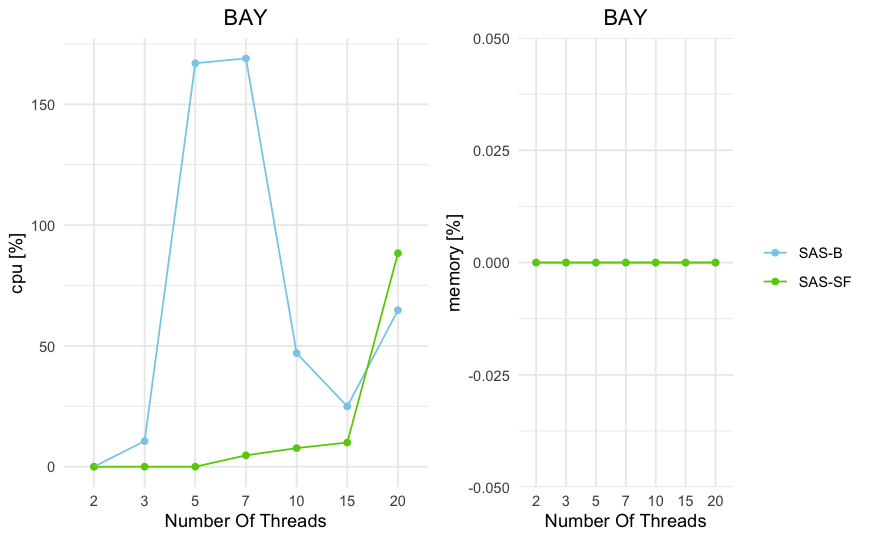 BAY
cpu [%]
150
100
50
0
2 3 5 7 10 15 20
Number Of Threads
BAY
memory [%]
0.050
0.025
0.000
-0.025
-0.050
2 3 5 7 10 15 20
Number Of Threads
SAS-B
SAS-SF